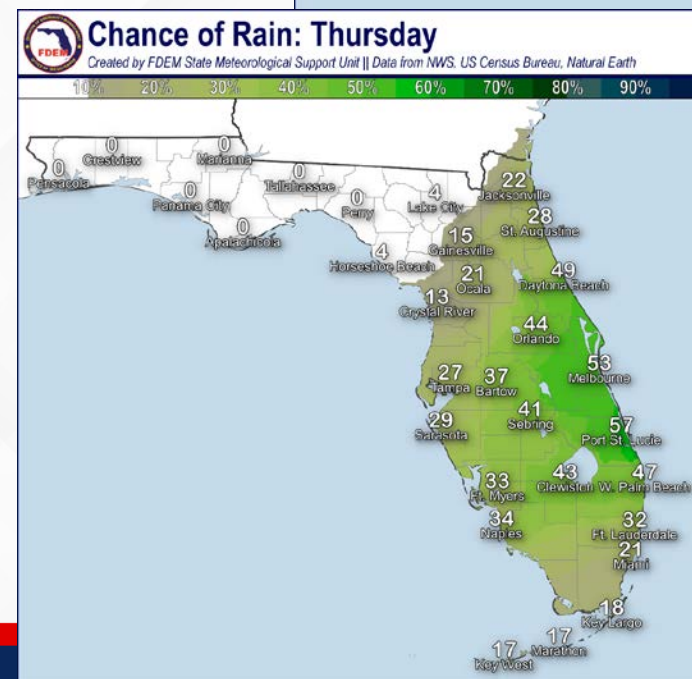 FDEM
Chance of Rain: Thursday
Created by FDEM State Meteorological Support Unit || Data from NWS. US Census Bureau, Natural Earth
10% 20% 30% 40% 50% 60% 70% 80% 90%
0
Crestview
0
Marianna
0
Pensacola
0
Tallahassee
0
Panama City
0
Perry
4
Lake City
22
Jacksonville
0
Apalachicola
28
St. Augustine
15
Gainesville
4
Horseshoe Beach
21
Ocala
49
Daytona Beach
13
Crystal River
44
Orlando
53
Melbourne
27
Tampa
37
Bartow
41
Sebring
29
Sarasota
57
Port St. Lucie
33
Ft. Myers
43
Clewiston
47
W. Palm Beach
34
Naples
32
Ft. Lauderdale
21
Miami
18
Key Largo
17
Marathon
17
Key West